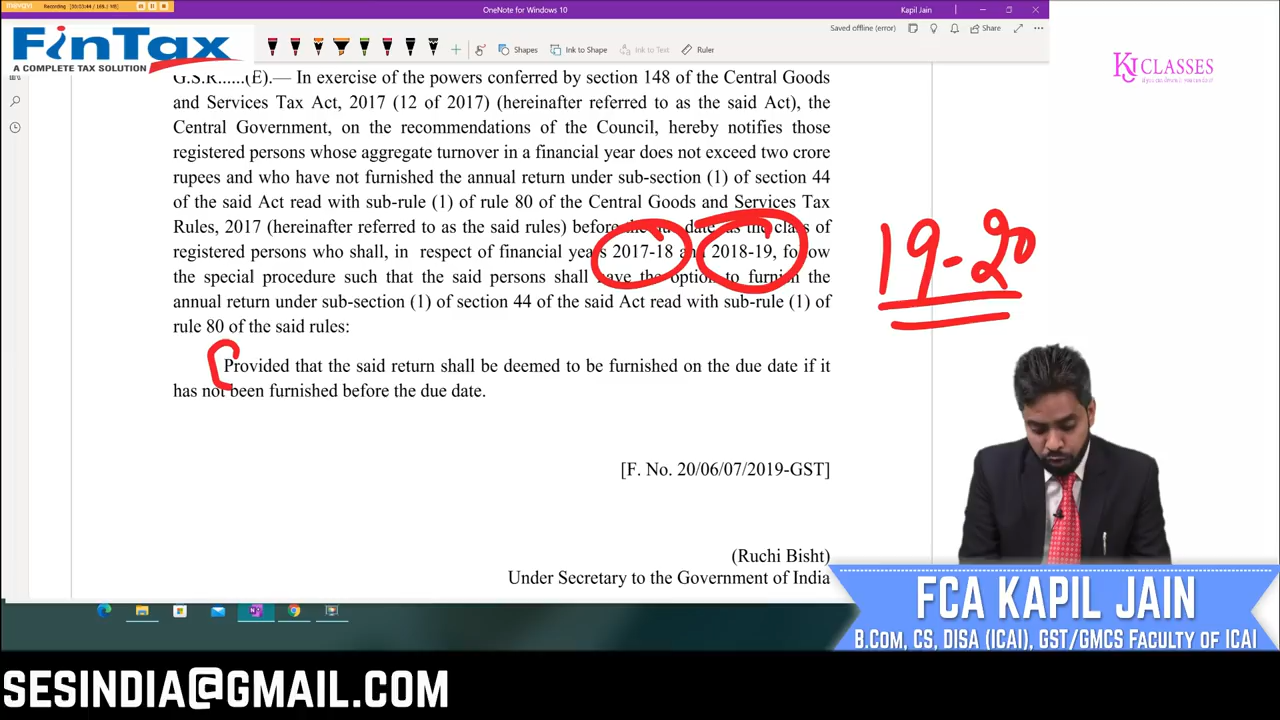 Recording [00:03:44 / 168.1 MB]
OneNote for Windows 10
Kapil Jain
Saved offline (error)
Share
FinTax
A COMPLETE TAX SOLUTION
Shapes
Ink to Shape
Ink to Text
Ruler
KJ CLASSES
G.S.R......(E).— In exercise of the powers conferred by section 148 of the Central Goods
and Services Tax Act, 2017 (12 of 2017) (hereinafter referred to as the said Act), the
Central Government, on the recommendations of the Council, hereby notifies those
registered persons whose aggregate turnover in a financial year does not exceed two crore
rupees and who have not furnished the annual return under sub-section (1) of section 44
of the said Act read with sub-rule (1) of rule 80 of the Central Goods and Services Tax
Rules, 2017 (hereinafter referred to as the said rules) before the due date, as the class of
registered persons who shall, in respect of financial years 2017-18 and 2018-19, follow
the special procedure such that the said persons shall have the option to furnish the
annual return under sub-section (1) of section 44 of the said Act read with sub-rule (1) of
rule 80 of the said rules:
19-20
Provided that the said return shall be deemed to be furnished on the due date if it
has not been furnished before the due date.
[F. No. 20/06/07/2019-GST]
(Ruchi Bisht)
Under Secretary to the Government of India
FCA KAPIL JAIN
B.Com, CS, DISA (ICAI), GST/GMCS Faculty of ICAI
SESINDIA@GMAIL.COM